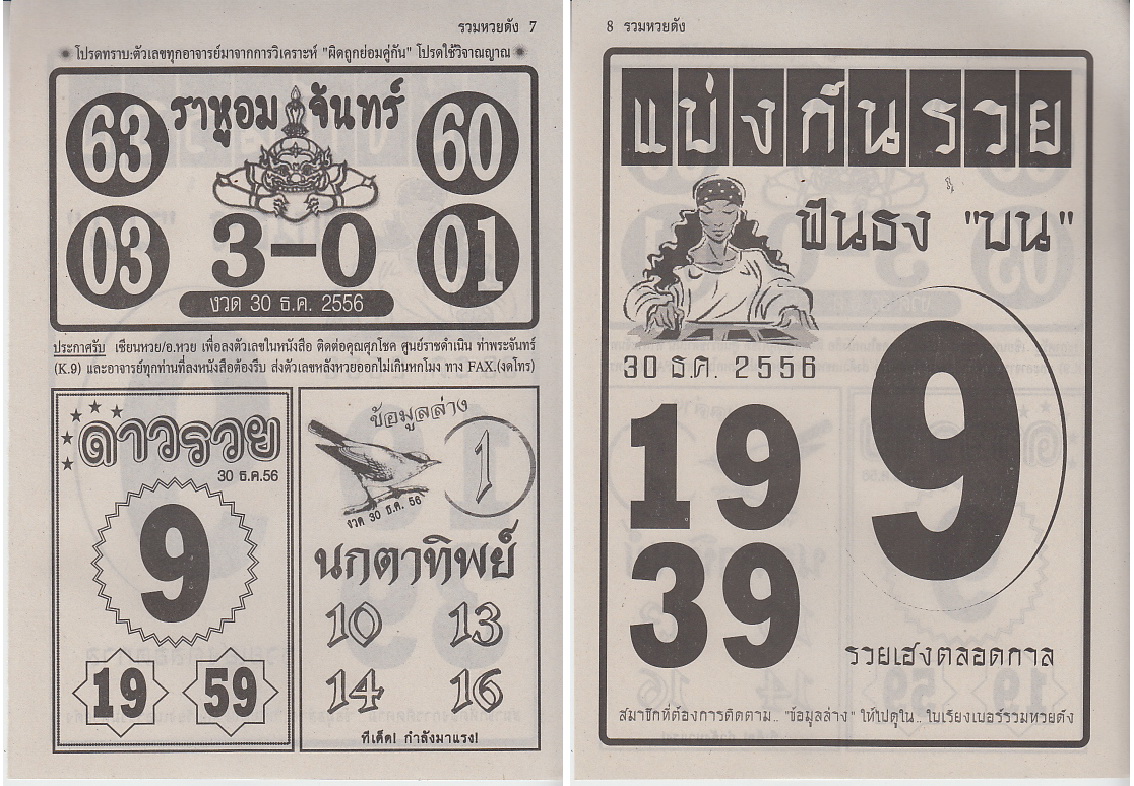 รวมหวยดัง 7
โปรดทราบ:ตัวเลขทุกอาจารย์มาจากการวิเคราะห์ "ผิดถูกย่อมคู่กัน" โปรดใช้วิจาณญาณ
ราหูอมจันทร์
63 60
03 3-0 01
งวด 30 ธ.ค. 2556
ประกาศรับ เซียนหวย/อ.หวย เพื่อลงตัวเลขในหนังสือ ติดต่อคุณศุภโชค ศูนย์ราชดำเนิน ท่าพระจันทร์
(K.9) และอาจารย์ทุกท่านที่ลงหนังสือต้องรีบ ส่งตัวเลขหลังหวยออกไม่เกินหกโมง ทาง FAX.(งดโทร)
ดาวรวย
30 ธ.ค.56
9
19 59
ข้อมูลล่าง
1
งวด 30 ธ.ค. 56
นกตาทิพย์
10 13
14 16
ทีเด็ด! กำลังมาแรง!
8 รวมหวยดัง
แบ่งกันรวย
ฟันธง "บน"
30 ธ.ค. 2556
19
39
9
รวยเฮงตลอดกาล
สมาชิกที่ต้องการติดตาม.. "ข้อมูลล่าง" ให้ไปดูใน.. ใบเรียงเบอร์รวมหวยดัง